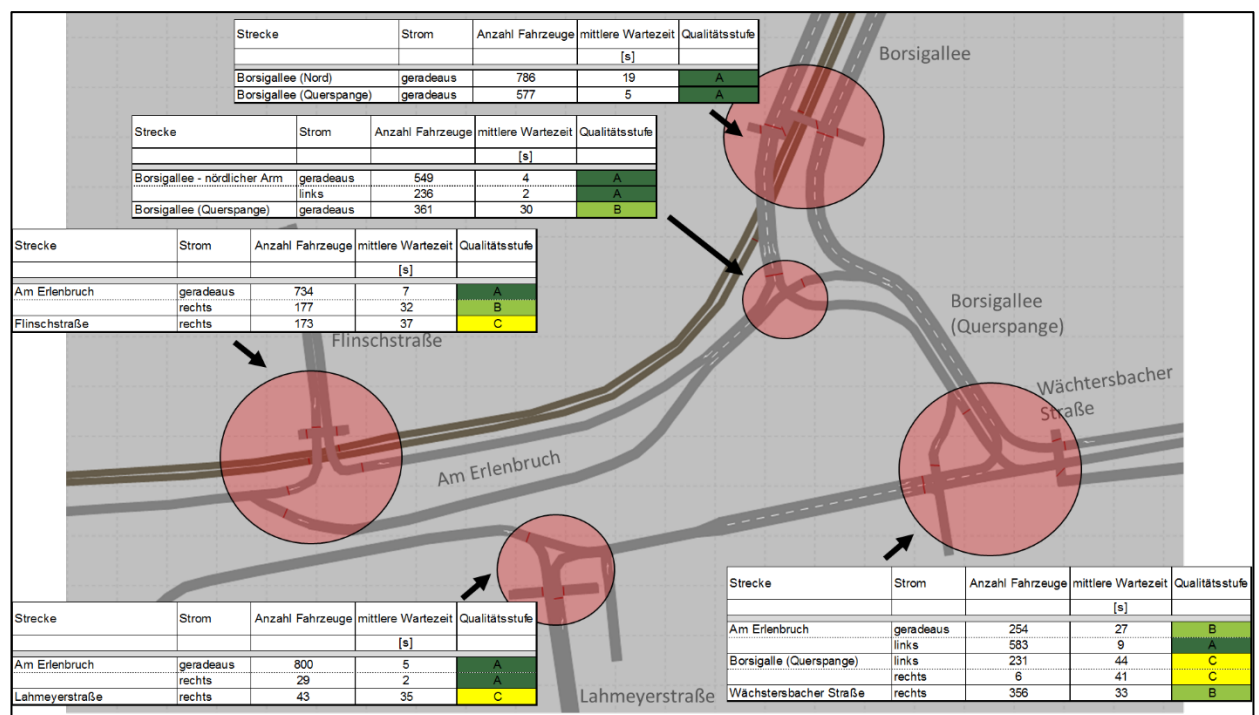 Strecke Strom Anzahl Fahrzeuge mittlere Wartezeit Qualitätsstufe
[s]
Borsigallee (Nord) geradeaus 786 19 A
Borsigallee (Querspange) geradeaus 577 5 A
Borsigallee
Strecke Strom Anzahl Fahrzeuge mittlere Wartezeit Qualitätsstufe
[s]
Borsigallee - nördlicher Arm geradeaus 549 4 A
links 236 2 A
Borsigallee (Querspange) geradeaus 361 30 B
Strecke Strom Anzahl Fahrzeuge mittlere Wartezeit Qualitätsstufe
[s]
Am Erlenbruch geradeaus 734 7 A
rechts 177 32 B
Flinschstraße rechts 173 37 C
Flinschstraße
Borsigallee
(Querspange)
Wächtersbacher
Straße
Am Erlenbruch
Strecke Strom Anzahl Fahrzeuge mittlere Wartezeit Qualitätsstufe
[s]
Am Erlenbruch geradeaus 800 5 A
rechts 29 2 A
Lahmeyerstraße rechts 43 35 C
Lahmeyerstraße
Strecke Strom Anzahl Fahrzeuge mittlere Wartezeit Qualitätsstufe
[s]
Am Erlenbruch geradeaus 254 27 B
links 583 9 A
Borsigalle (Querspange) links 231 44 C
rechts 6 41 C
Wächstersbacher Straße rechts 356 33 B